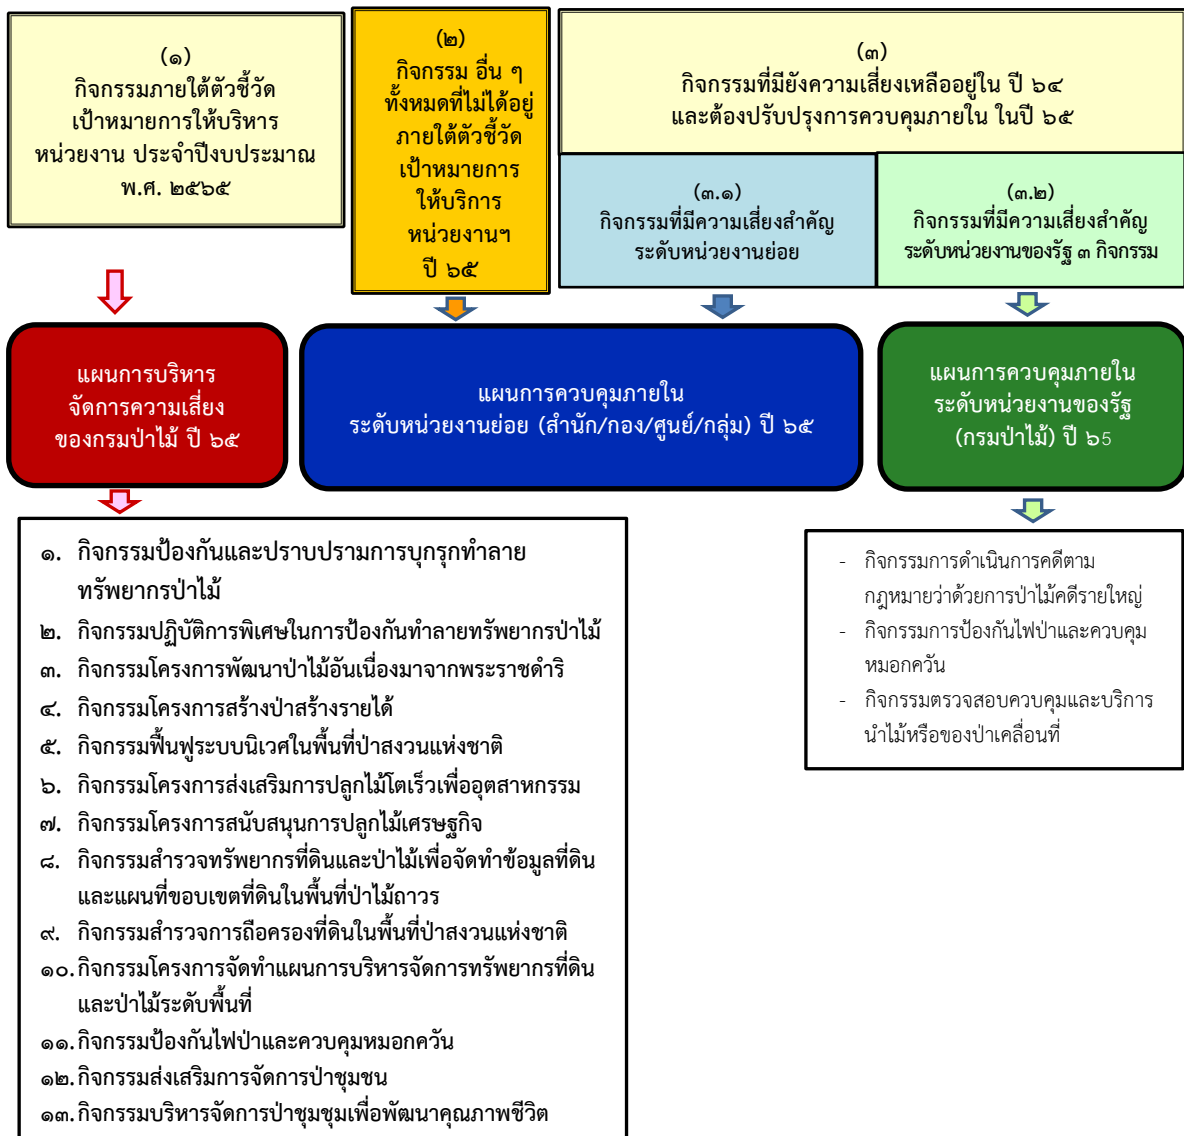 (๑)
กิจกรรมภายใต้ตัวชี้วัด
เป้าหมายการให้บริหาร
หน่วยงาน ประจำปีงบประมาณ
พ.ศ. ๒๕๖๕
(๒)
กิจกรรม อื่น ๆ
ทั้งหมดที่ไม่ได้อยู่
ภายใต้ตัวชี้วัด
เป้าหมายการ
ให้บริการ
หน่วยงานฯ
ปี ๖๕
(๓)
กิจกรรมที่มียังความเสี่ยงเหลืออยู่ใน ปี ๖๔
และต้องปรับปรุงการควบคุมภายใน ในปี ๖๕
(๓.๑)
กิจกรรมที่มีความเสี่ยงสำคัญ
ระดับหน่วยงานย่อย
(๓.๒)
กิจกรรมที่มีความเสี่ยงสำคัญ
ระดับหน่วยงานของรัฐ ๓ กิจกรรม
แผนการบริหาร
จัดการความเสี่ยง
ของกรมป่าไม้ ปี ๖๕
แผนการควบคุมภายใน
ระดับหน่วยงานย่อย (สำนัก/กอง/ศูนย์/กลุ่ม) ปี ๖๕
แผนการควบคุมภายใน
ระดับหน่วยงานของรัฐ
(กรมป่าไม้) ปี ๖5
๑. กิจกรรมป้องกันและปราบปรามการบุกรุกทำลาย
ทรัพยากรป่าไม้
๒. กิจกรรมปฏิบัติการพิเศษในการป้องกันทำลายทรัพยากรป่าไม้
๓. กิจกรรมโครงการพัฒนาป่าไม้อันเนื่องมาจากพระราชดำริ
๔. กิจกรรมโครงการสร้างป่าสร้างรายได้
๕. กิจกรรมฟื้นฟูระบบนิเวศในพื้นที่ป่าสงวนแห่งชาติ
๖. กิจกรรมโครงการส่งเสริมการปลูกไม้โตเร็วเพื่ออุตสาหกรรม
๗. กิจกรรมโครงการสนับสนุนการปลูกไม้เศรษฐกิจ
๘. กิจกรรมสำรวจทรัพยากรที่ดินและป่าไม้เพื่อจัดทำข้อมูลที่ดิน
และแผนที่ขอบเขตที่ดินในพื้นที่ป่าไม้ถาวร
๙. กิจกรรมสำรวจการถือครองที่ดินในพื้นที่ป่าสงวนแห่งชาติ
๑๐. กิจกรรมโครงการจัดทำแผนการบริหารจัดการทรัพยากรที่ดิน
และป่าไม้ระดับพื้นที่
๑๑. กิจกรรมป้องกันไฟป่าและควบคุมหมอกควัน
๑๒. กิจกรรมส่งเสริมการจัดการป่าชุมชน
๑๓. กิจกรรมบริหารจัดการป่าชุมชุมเพื่อพัฒนาคุณภาพชีวิต
- กิจกรรมการดำเนินการคดีตาม
กฎหมายว่าด้วยการป่าไม้คดีรายใหญ่
- กิจกรรมการป้องกันไฟป่าและควบคุม
หมอกควัน
- กิจกรรมตรวจสอบควบคุมและบริการ
นำไม้หรือของป่าเคลื่อนที่